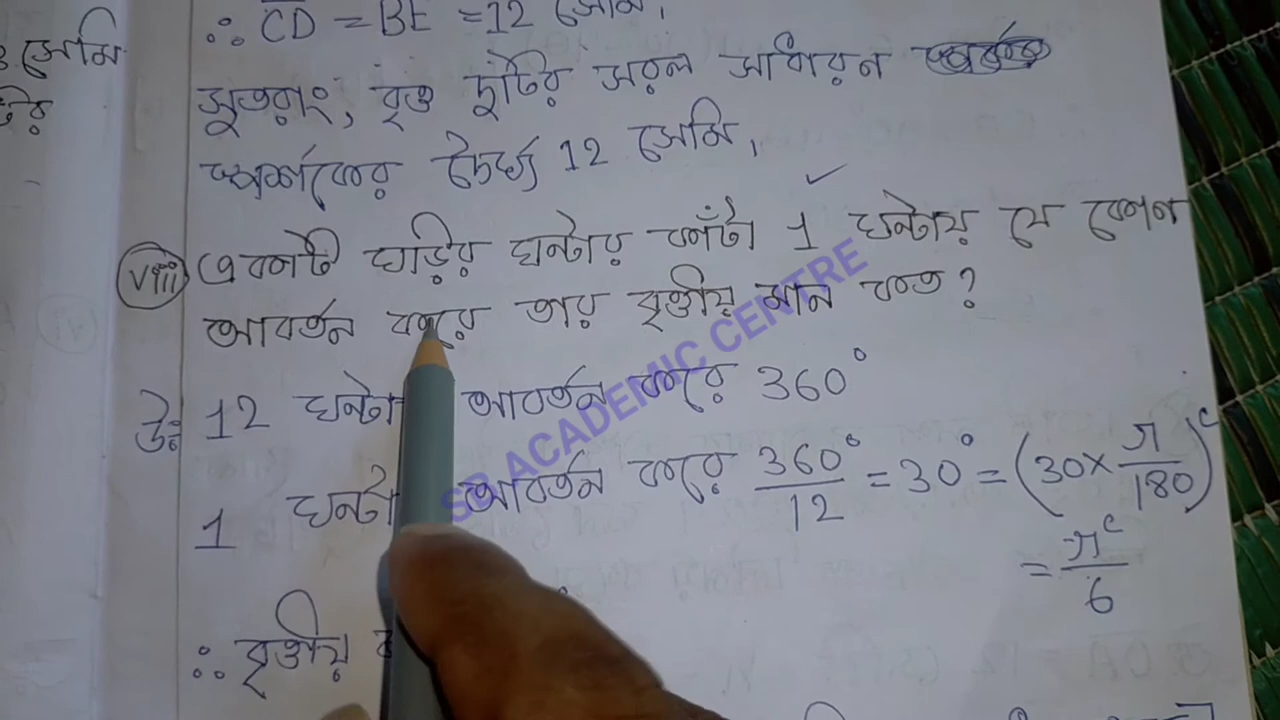 ∴ CD = BE = 12 সেমি,
সেমি
সুতরাং, বৃত্ত দুটির সরল সাধারন
টির
স্পর্শকের দৈর্ঘ্য 12 সেমি,
(viii) একটি ঘড়ির ঘন্টার কাঁটা 1 ঘন্টায় যে কোন
আবর্তন করে তার বৃত্তীয় মান কত?
উঃ 12 ঘন্টা আবর্তন করে 360°
1 ঘন্টা আবর্তন করে 360°/12 = 30° = (30 × π/180)ᶜ
= πᶜ/6
∴ বৃত্তীয়
SB ACADEMIC CENTRE